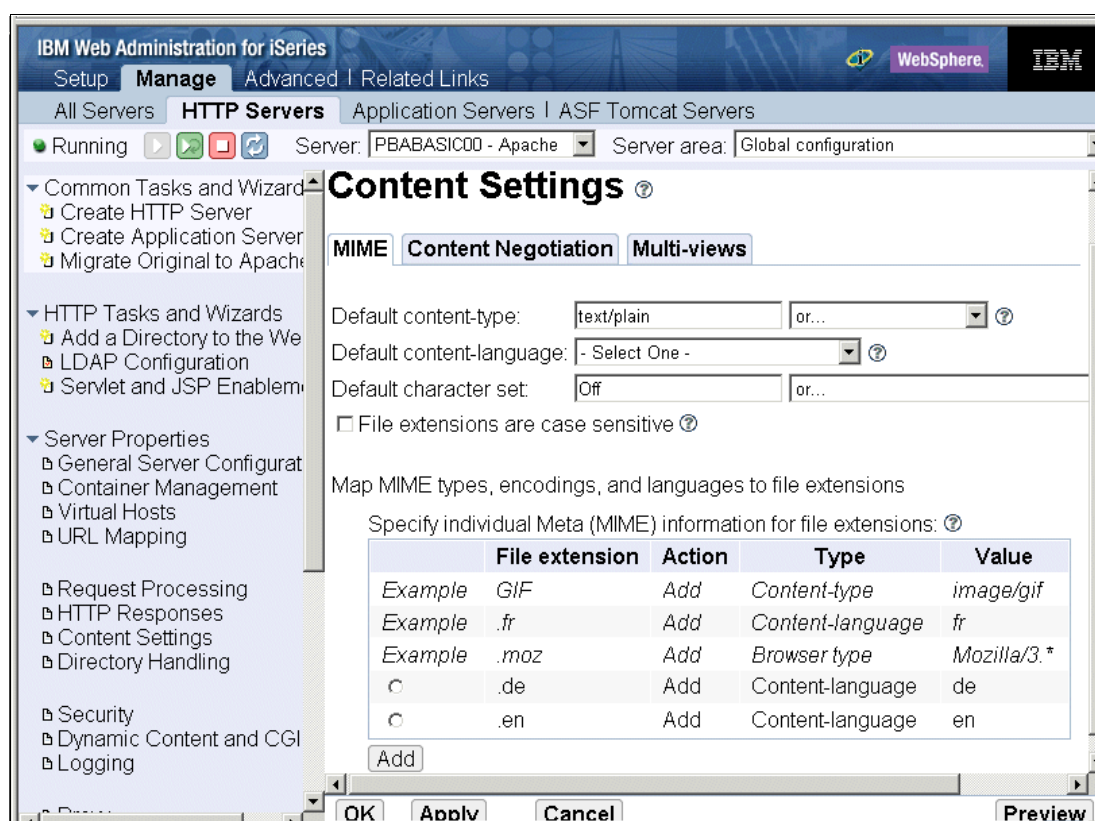 IBM Web Administration for iSeries
WebSphere.
IBM
Setup Manage Advanced | Related Links
All Servers HTTP Servers Application Servers | ASF Tomcat Servers
Running Server: PBABASIC00 - Apache Server area: Global configuration
Common Tasks and Wizard
Create HTTP Server
Create Application Server
Migrate Original to Apache
HTTP Tasks and Wizards
Add a Directory to the We
LDAP Configuration
Servlet and JSP Enablem
Server Properties
General Server Configurat
Container Management
Virtual Hosts
URL Mapping
Request Processing
HTTP Responses
Content Settings
Directory Handling
Security
Dynamic Content and CGI
Logging
Content Settings ?
MIME Content Negotiation Multi-views
Default content-type: text/plain or... ?
Default content-language: - Select One - ?
Default character set: Off or...
File extensions are case sensitive ?
Map MIME types, encodings, and languages to file extensions
Specify individual Meta (MIME) information for file extensions: ?
File extension Action Type Value
Example GIF Add Content-type image/gif
Example .fr Add Content-language fr
Example .moz Add Browser type Mozilla/3.*
.de Add Content-language de
.en Add Content-language en
Add
OK Apply Cancel Preview